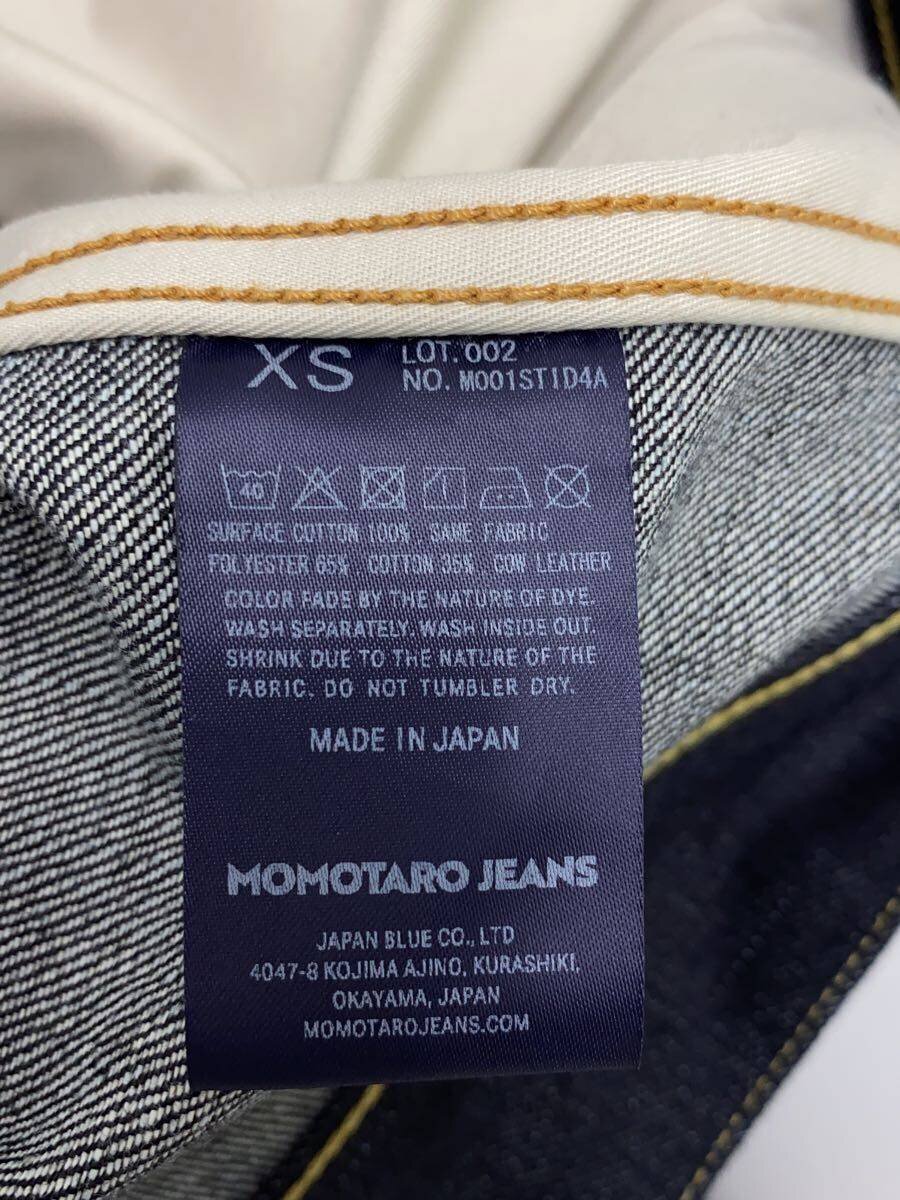 XS
LOT. 002
NO. M001STID4A
40
SURFACE COTTON 100% SAME FABRIC
POLYESTER 65% COTTON 35% COW LEATHER
COLOR FADE BY THE NATURE OF DYE.
WASH SEPARATELY. WASH INSIDE OUT.
SHRINK DUE TO THE NATURE OF THE
FABRIC. DO NOT TUMBLER DRY.
MADE IN JAPAN
MOMOTARO JEANS
JAPAN BLUE CO., LTD
4047-8 KOJIMA AJINO, KURASHIKI,
OKAYAMA, JAPAN
MOMOTAROJEANS.COM